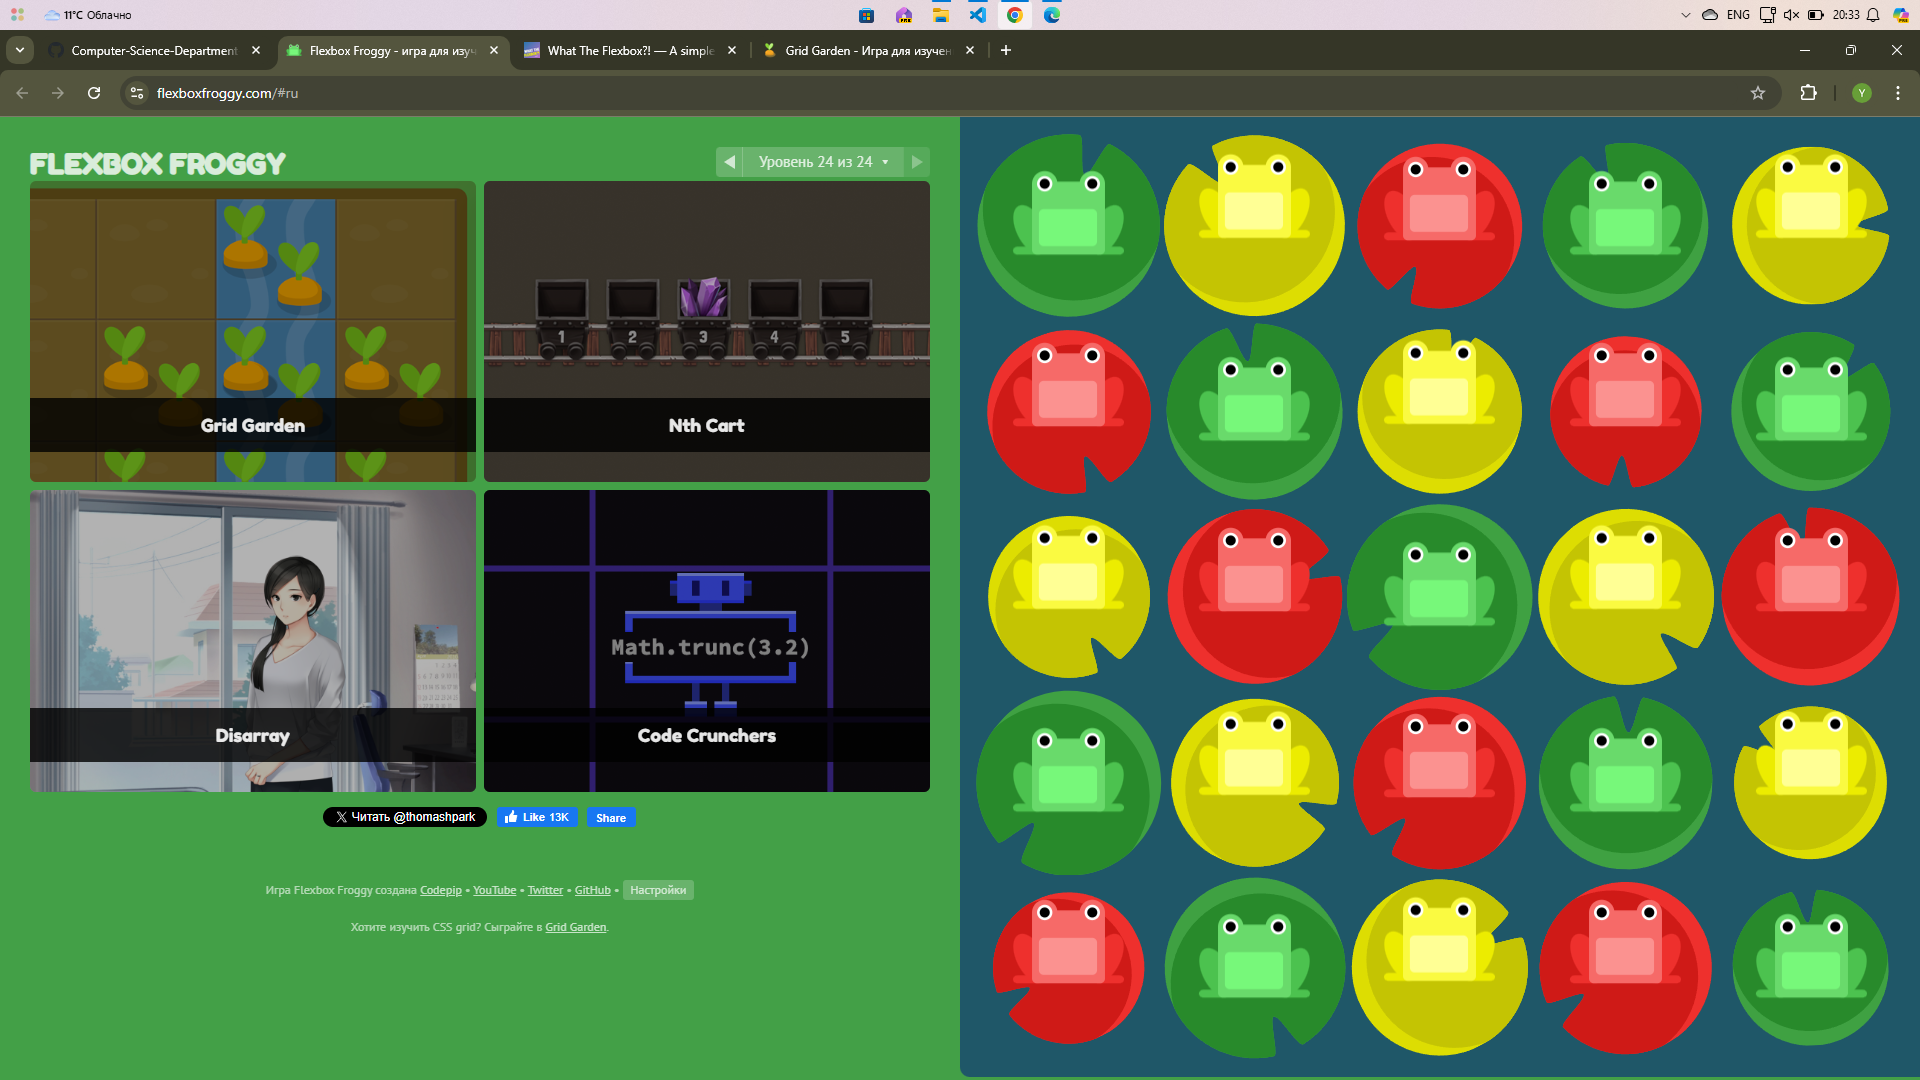 11°C Облачно
ENG
20:33
Computer-Science-Department
Flexbox Froggy - игра для изуч
What The Flexbox?! — A simple
Grid Garden - Игра для изучен
flexboxfroggy.com/#ru
Y
FLEXBOX FROGGY
Уровень 24 из 24
1 2 3 4 5
Grid Garden
Nth Cart
Math.trunc(3.2)
Disarray
Code Crunchers
Читать @thomashpark
Like 13K
Share
Игра Flexbox Froggy создана Codepip • YouTube • Twitter • GitHub • Настройки
Хотите изучить CSS grid? Сыграйте в Grid Garden.